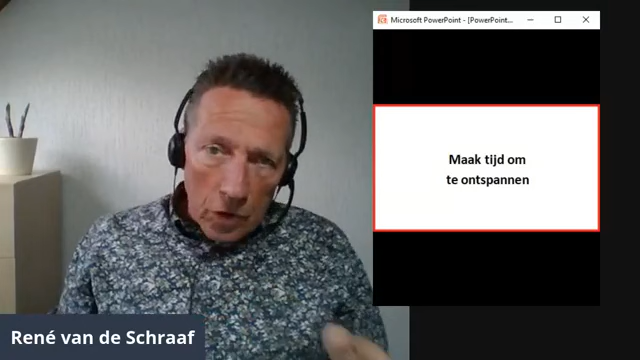 Microsoft PowerPoint - [PowerPoint...
Maak tijd om
te ontspannen
René van de Schraaf